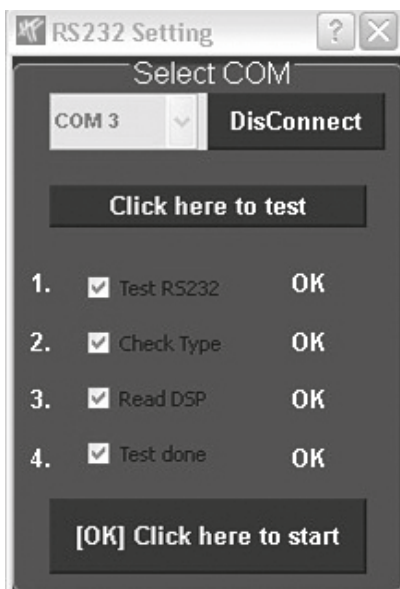 RS232 Setting
Select COM
COM 3 DisConnect
Click here to test
1. Test RS232 OK
2. Check Type OK
3. Read DSP OK
4. Test done OK
[OK] Click here to start